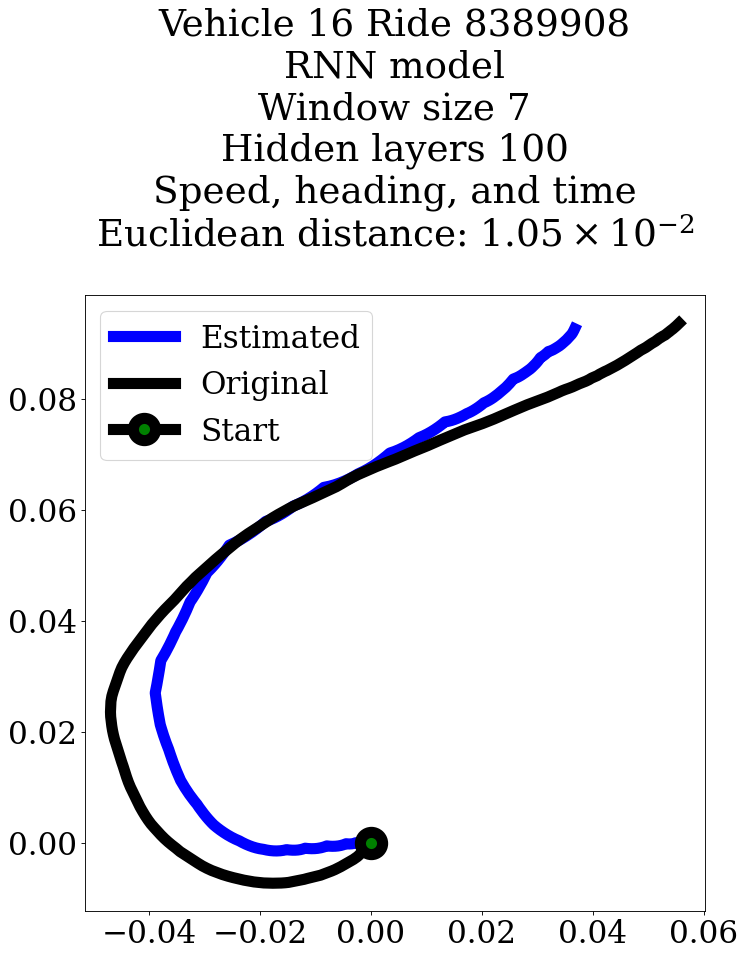 Vehicle 16 Ride 8389908
RNN model
Window size 7
Hidden layers 100
Speed, heading, and time
Euclidean distance: 1.05 × 10⁻²
Estimated
Original
Start
0.08
0.06
0.04
0.02
0.00
−0.04 −0.02 0.00 0.02 0.04 0.06